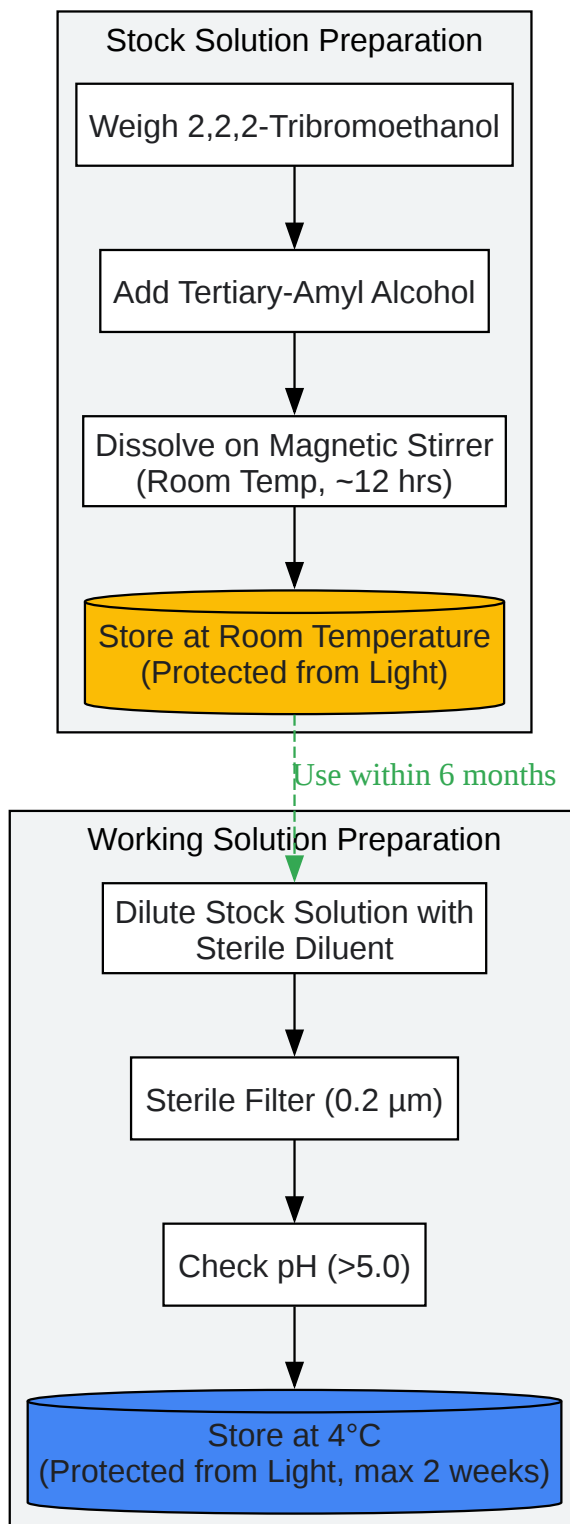 Stock Solution Preparation
Weigh 2,2,2-Tribromoethanol
Add Tertiary-Amyl Alcohol
Dissolve on Magnetic Stirrer
(Room Temp, ~12 hrs)
Store at Room Temperature
(Protected from Light)
Use within 6 months
Working Solution Preparation
Dilute Stock Solution with
Sterile Diluent
Sterile Filter (0.2 µm)
Check pH (>5.0)
Store at 4°C
(Protected from Light, max 2 weeks)